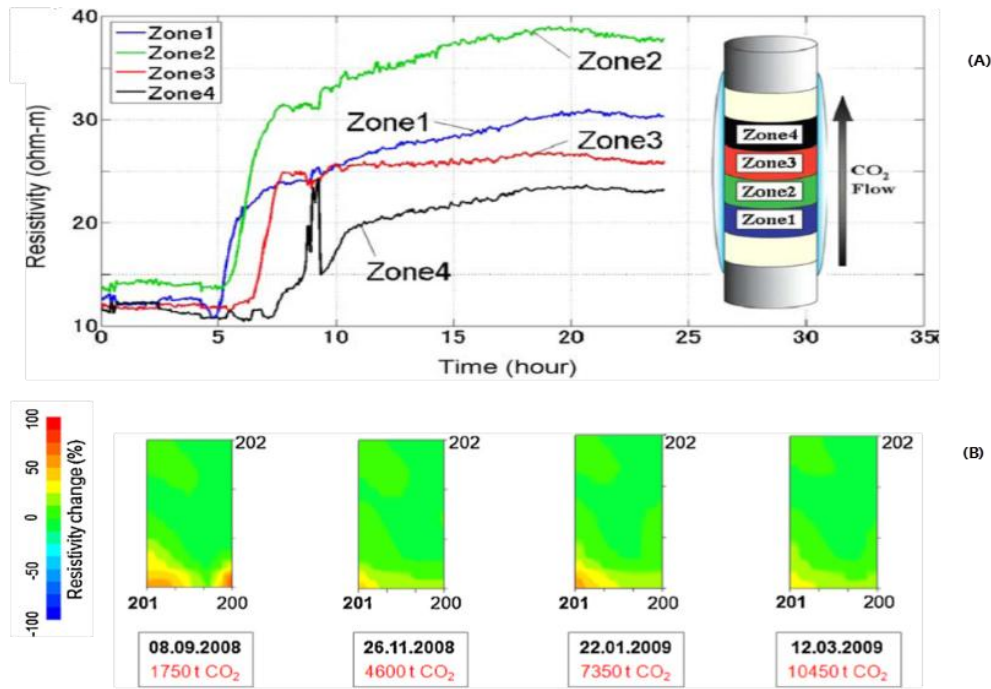 (A)
40
30
20
10
Resistivity (ohm-m)
Zone1
Zone2
Zone3
Zone4
Zone2
Zone1
Zone3
Zone4
Zone4
Zone3
Zone2
Zone1
CO2
Flow
0 5 10 15 20 25 30 35
Time (hour)
(B)
100
50
0
-50
-100
Resistivity change (%)
202 202 202 202
201 200 201 200 201 200 201 200
08.09.2008 26.11.2008 22.01.2009 12.03.2009
1750 t CO2 4600 t CO2 7350 t CO2 10450 t CO2